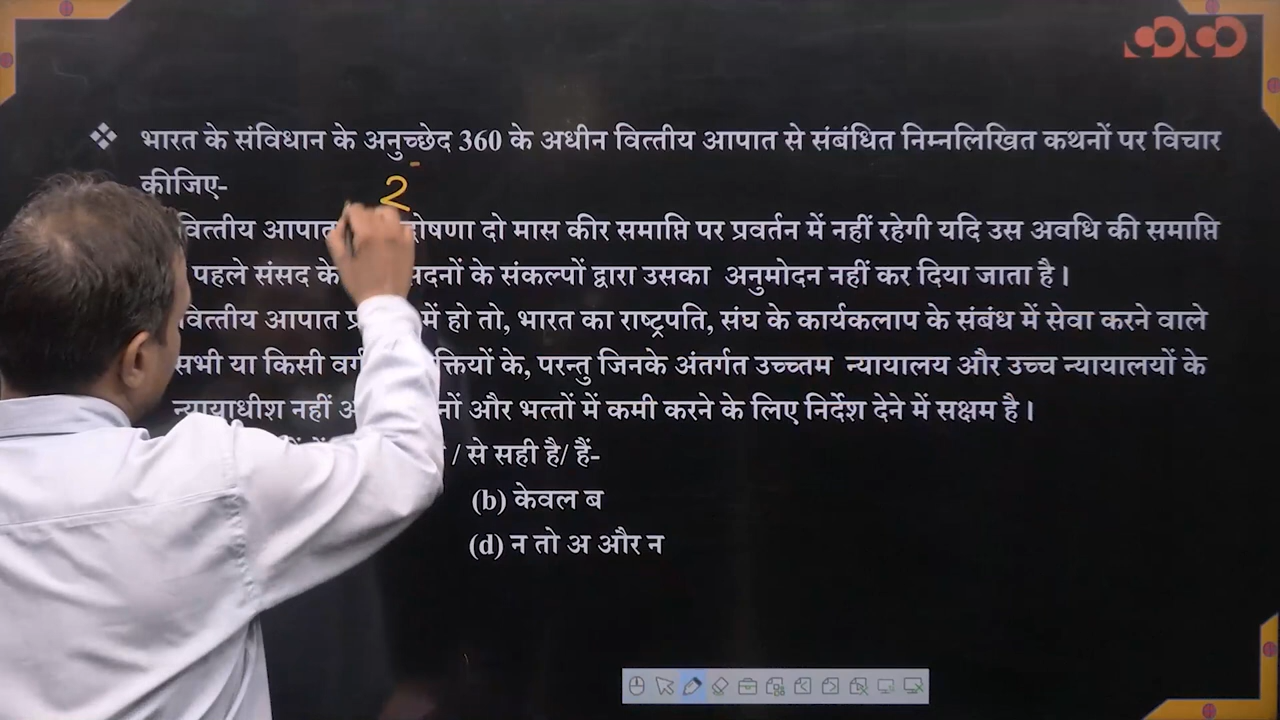 भारत के संविधान के अनुच्छेद 360 के अधीन वित्तीय आपात से संबंधित निम्नलिखित कथनों पर विचार
कीजिए-
2
वित्तीय आपात दो मास कीर समाप्ति पर प्रवर्तन में नहीं रहेगी यदि उस अवधि की समाप्ति
पहले संसद के सदनों के संकल्पों द्वारा उसका अनुमोदन नहीं कर दिया जाता है।
वित्तीय आपात में हो तो, भारत का राष्ट्रपति, संघ के कार्यकलाप के संबंध में सेवा करने वाले
सभी या किसी के, परन्तु जिनके अंतर्गत उच्च्तम न्यायालय और उच्च न्यायालयों के
न्यायाधीश नहीं और भत्तों में कमी करने के लिए निर्देश देने में सक्षम है।
/ से सही है/ हैं-
(b) केवल ब
(d) न तो अ और न